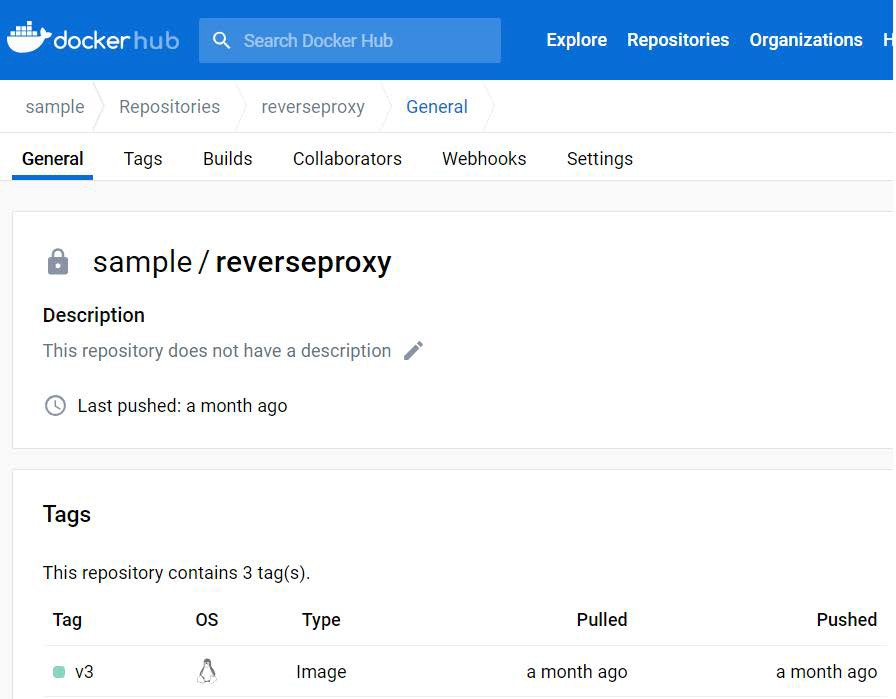 docker hub Search Docker Hub Explore Repositories Organizations H
sample Repositories reverseproxy General
General Tags Builds Collaborators Webhooks Settings
sample / reverseproxy
Description
This repository does not have a description
Last pushed: a month ago
Tags
This repository contains 3 tag(s).
Tag OS Type Pulled Pushed
v3 Image a month ago a month ago